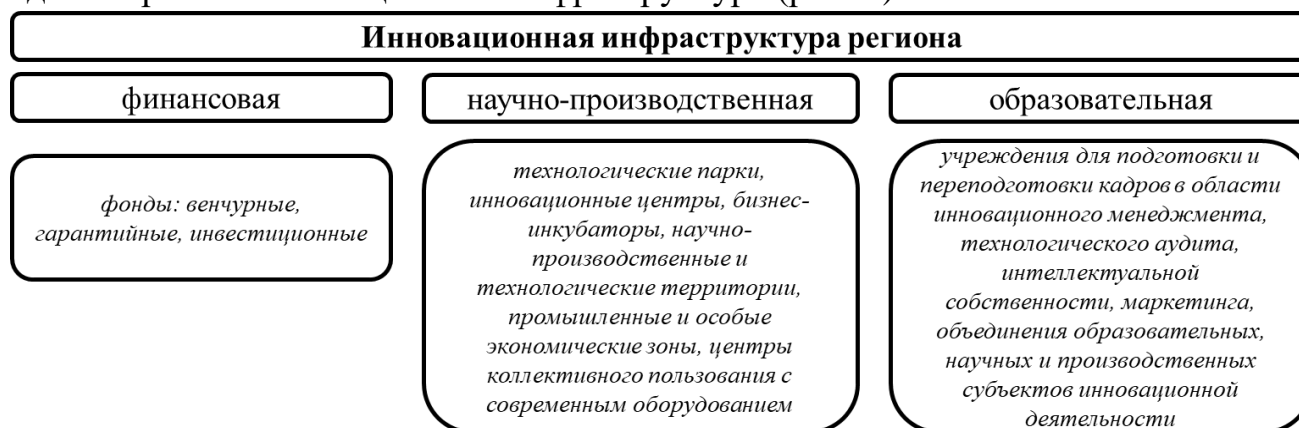 Инновационная инфраструктура региона
финансовая
научно-производственная
образовательная
фонды: венчурные,
гарантийные, инвестиционные
технологические парки,
инновационные центры, бизнес-
инкубаторы, научно-
производственные и
технологические территории,
промышленные и особые
экономические зоны, центры
коллективного пользования с
современным оборудованием
учреждения для подготовки и
переподготовки кадров в области
инновационного менеджмента,
технологического аудита,
интеллектуальной
собственности, маркетинга,
объединения образовательных,
научных и производственных
субъектов инновационной
деятельности